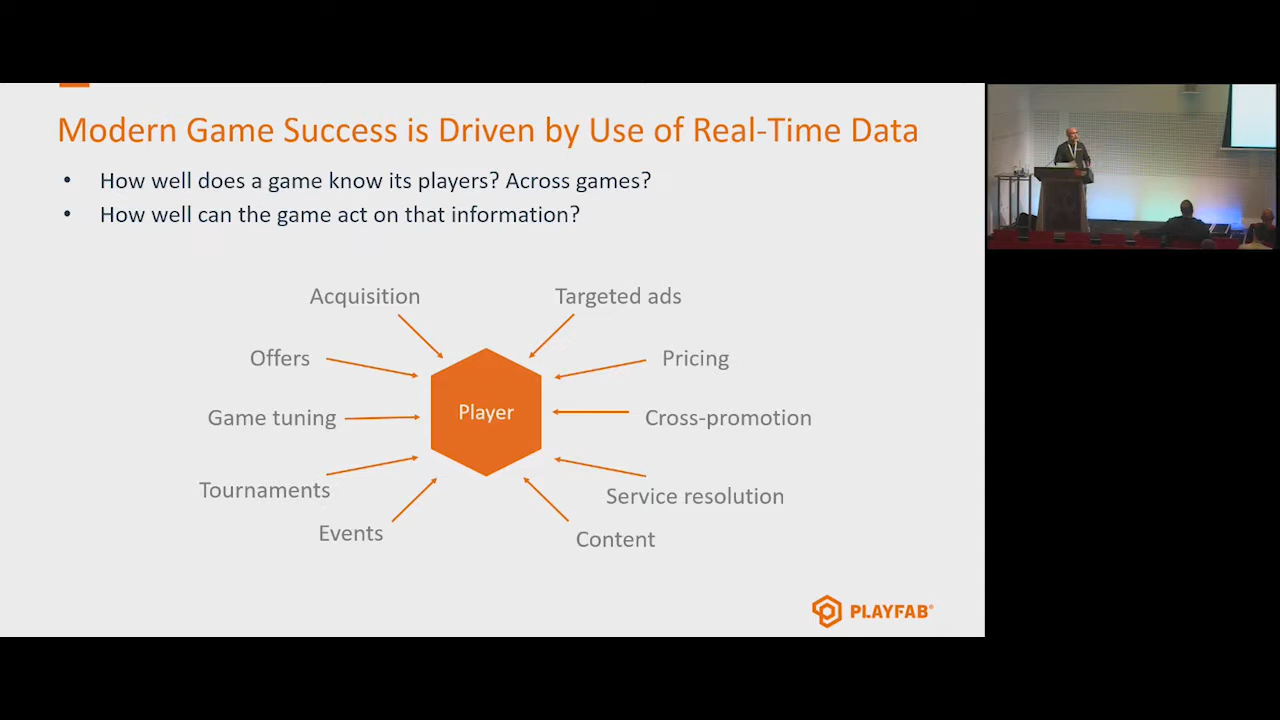 Modern Game Success is Driven by Use of Real-Time Data
• How well does a game know its players? Across games?
• How well can the game act on that information?
Acquisition
Targeted ads
Offers
Pricing
Game tuning
Player
Cross-promotion
Tournaments
Service resolution
Events
Content
PLAYFAB®